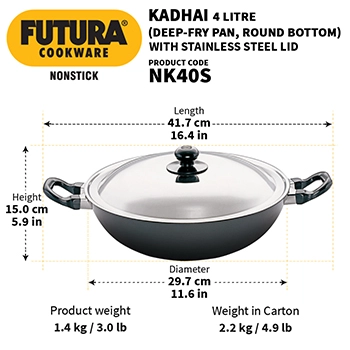 FUTURA®
COOKWARE
NONSTICK
KADHAI 4 LITRE
(DEEP-FRY PAN, ROUND BOTTOM)
WITH STAINLESS STEEL LID
PRODUCT CODE
NK40S
Length
41.7 cm
16.4 in
Height
15.0 cm
5.9 in
Diameter
29.7 cm
11.6 in
Product weight
1.4 kg / 3.0 lb
Weight in Carton
2.2 kg / 4.9 lb